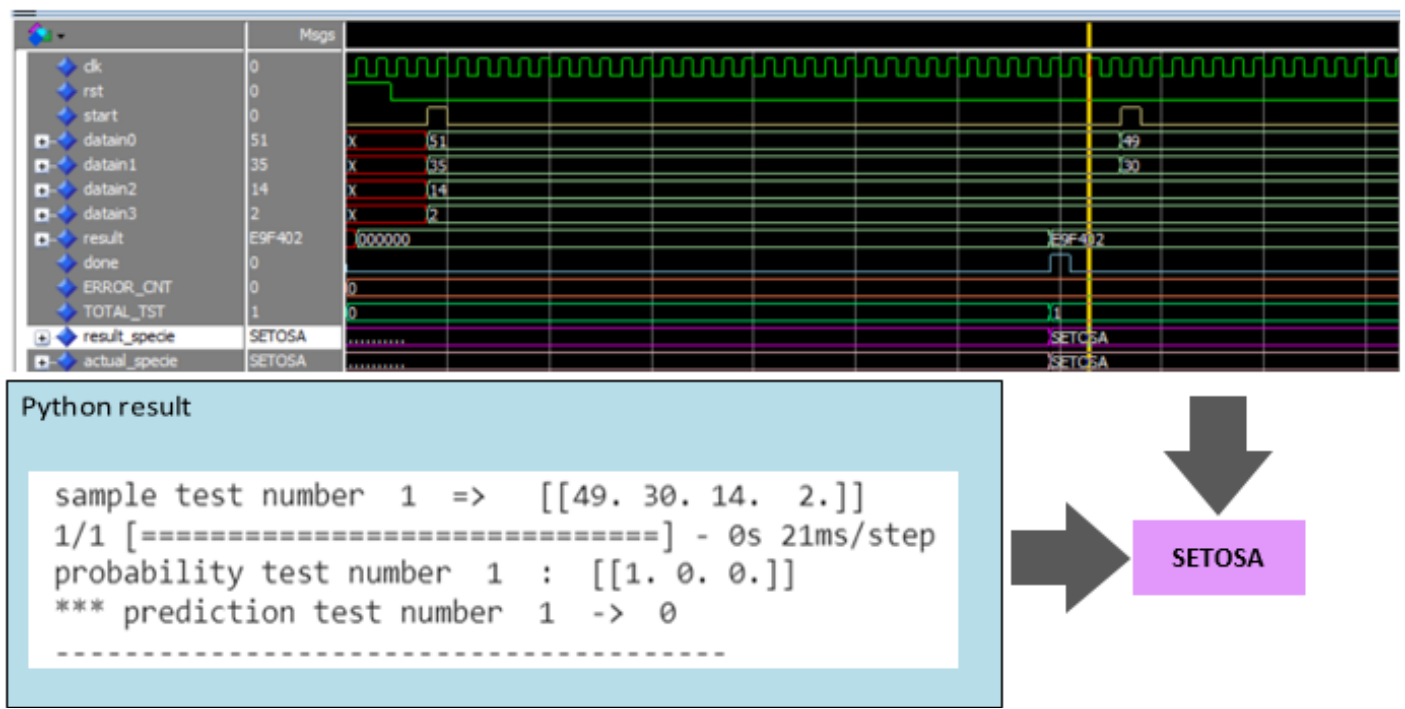 Msgs
clk 0
rst 0
start 0
datain0 51 X 51 49
datain1 35 X 35 30
datain2 14 X 14
datain3 2 X 2
result E9F402 000000 E9F402
done 0
ERROR_CNT 0 0
TOTAL_TST 1 0 1
result_specie SETOSA .......... SETOSA
actual_specie SETOSA .......... SETOSA
Python result
sample test number 1 => [[49. 30. 14. 2.]]
1/1 [==============================] - 0s 21ms/step
probability test number 1 : [[1. 0. 0.]]
*** prediction test number 1 -> 0
---------------------------------------
SETOSA